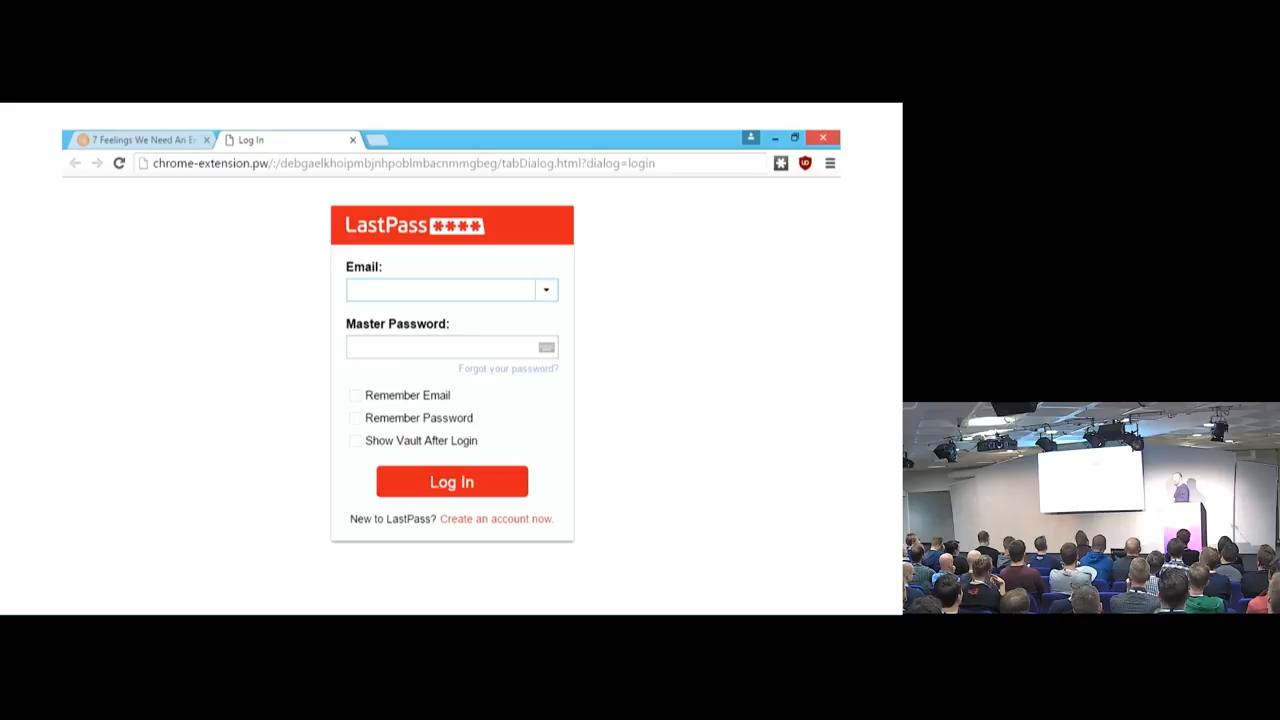 7 Feelings We Need An E
Log In
chrome-extension.pw/:/debgaelkhoipmbjnhpoblmbacnmmgbeg/tabDialog.html?dialog=login
LastPass ****
Email:
Master Password:
Forgot your password?
Remember Email
Remember Password
Show Vault After Login
Log In
New to LastPass? Create an account now.